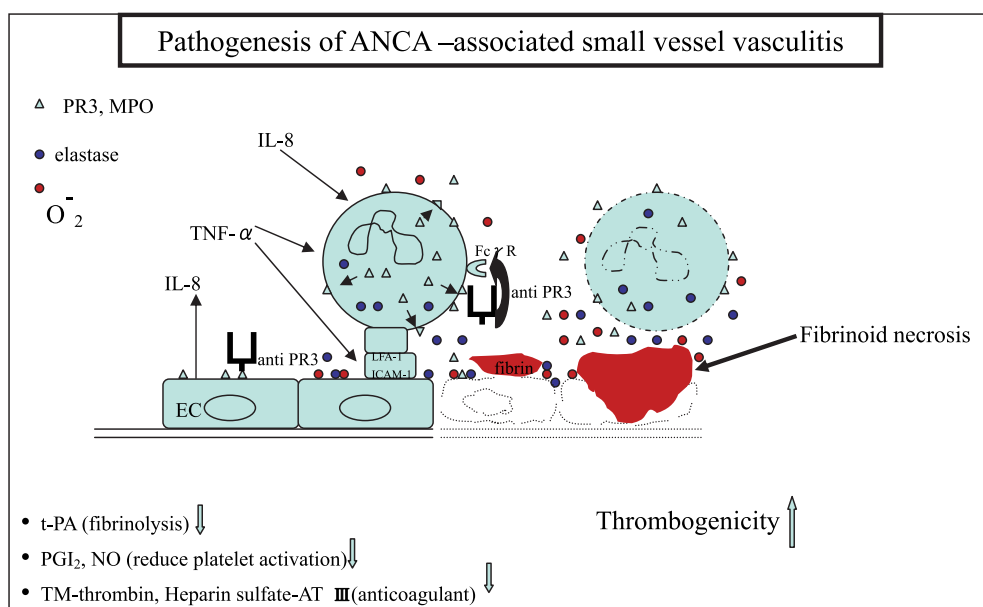 Pathogenesis of ANCA –associated small vessel vasculitis
PR3, MPO
elastase
O⁻₂
IL-8
TNF-α
IL-8
Fc γ R
anti PR3
anti PR3
LFA-1
ICAM-1
fibrin
Fibrinoid necrosis
EC
• t-PA (fibrinolysis)
• PGI₂, NO (reduce platelet activation)
• TM-thrombin, Heparin sulfate-AT Ⅲ (anticoagulant)
Thrombogenicity